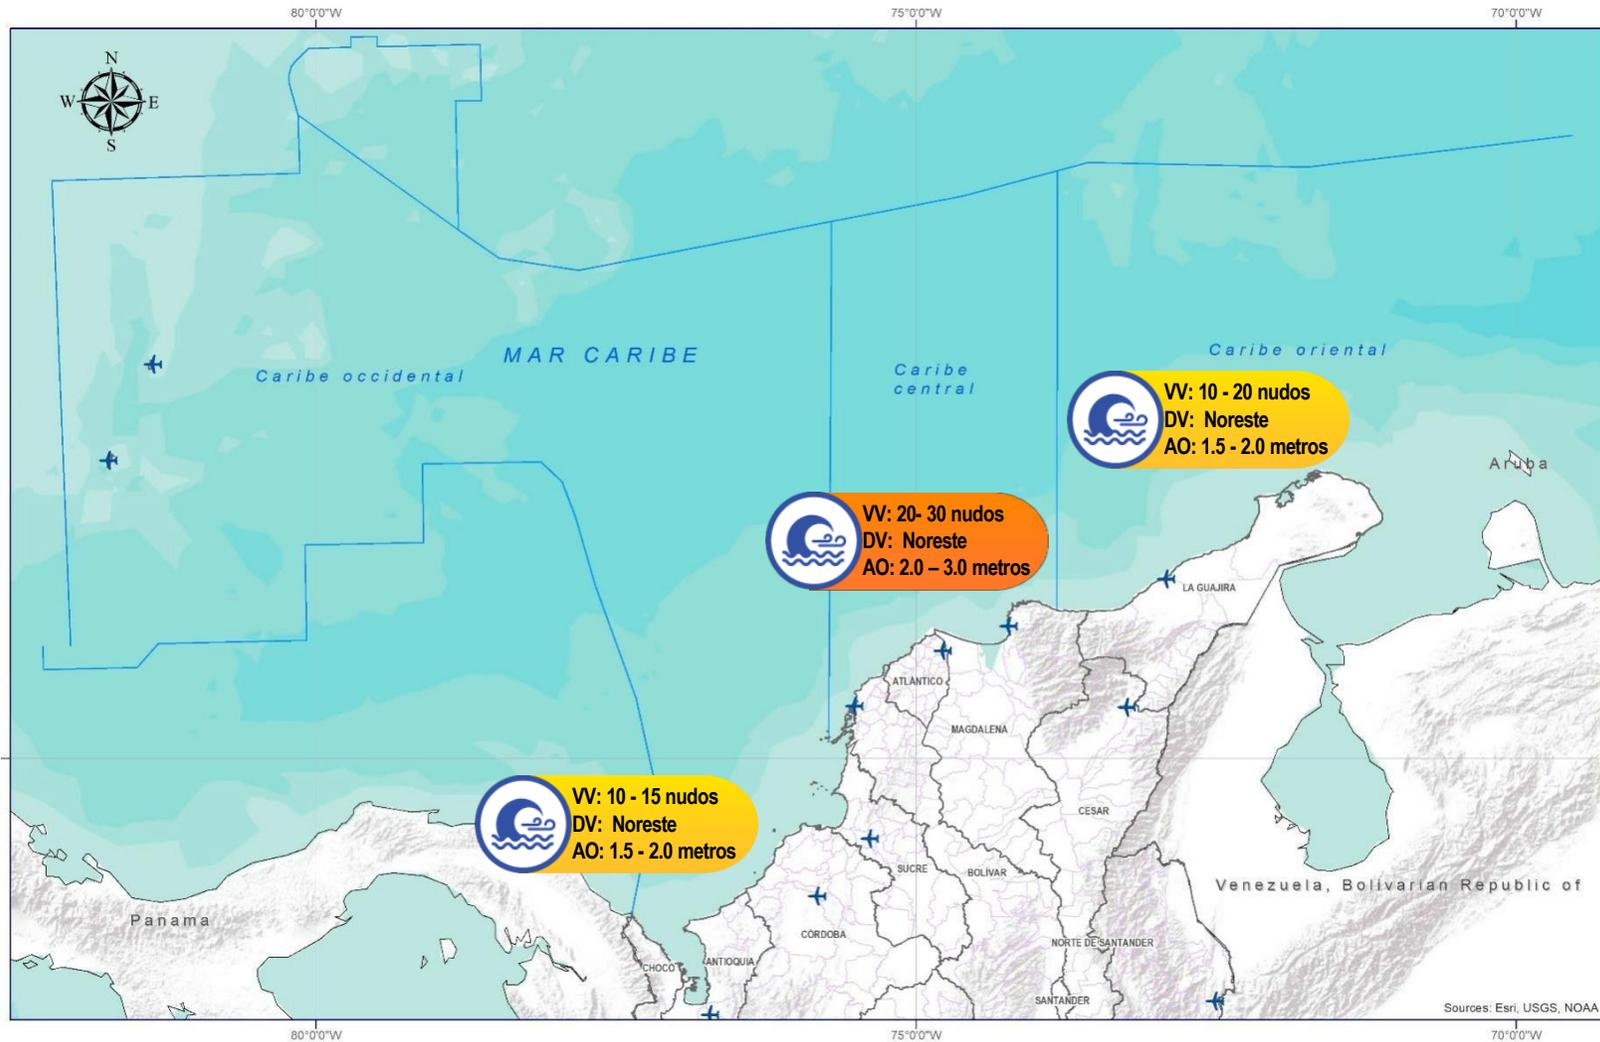 80°0'0"W
75°0'0"W
70°0'0"W
N
W
E
S
MAR CARIBE
Caribe occidental
Caribe
central
Caribe oriental
VV: 10 - 20 nudos
DV: Noreste
AO: 1.5 - 2.0 metros
Aruba
VV: 20- 30 nudos
DV: Noreste
AO: 2.0 – 3.0 metros
LA GUAJIRA
ATLÁNTICO
MAGDALENA
VV: 10 - 15 nudos
DV: Noreste
AO: 1.5 - 2.0 metros
CESAR
SUCRE
BOLÍVAR
Venezuela, Bolivarian Republic of
Panama
CÓRDOBA
NORTE DE SANTANDER
CHOCÓ
ANTIOQUIA
SANTANDER
Sources: Esri, USGS, NOAA
80°0'0"W
75°0'0"W
70°0'0"W